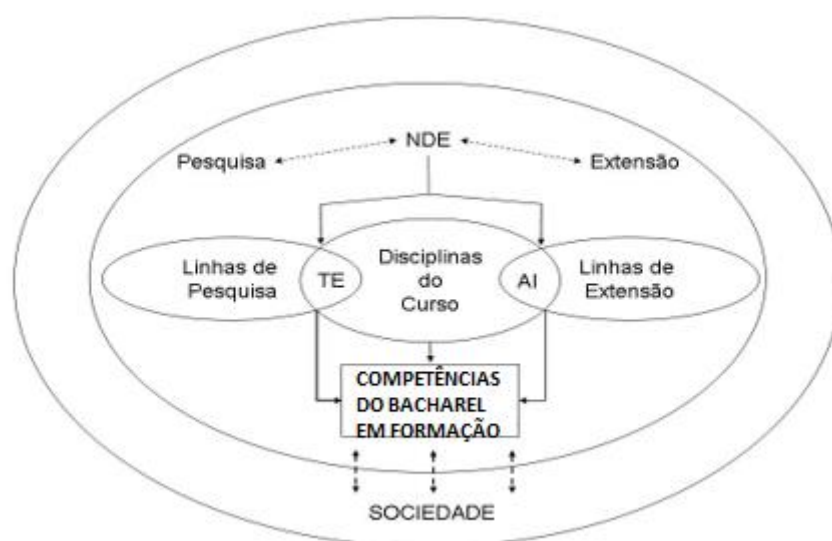 NDE
Pesquisa
Extensão
Linhas de
Pesquisa
TE
Disciplinas
do
Curso
AI
Linhas de
Extensão
COMPETÊNCIAS
DO BACHAREL
EM FORMAÇÃO
SOCIEDADE